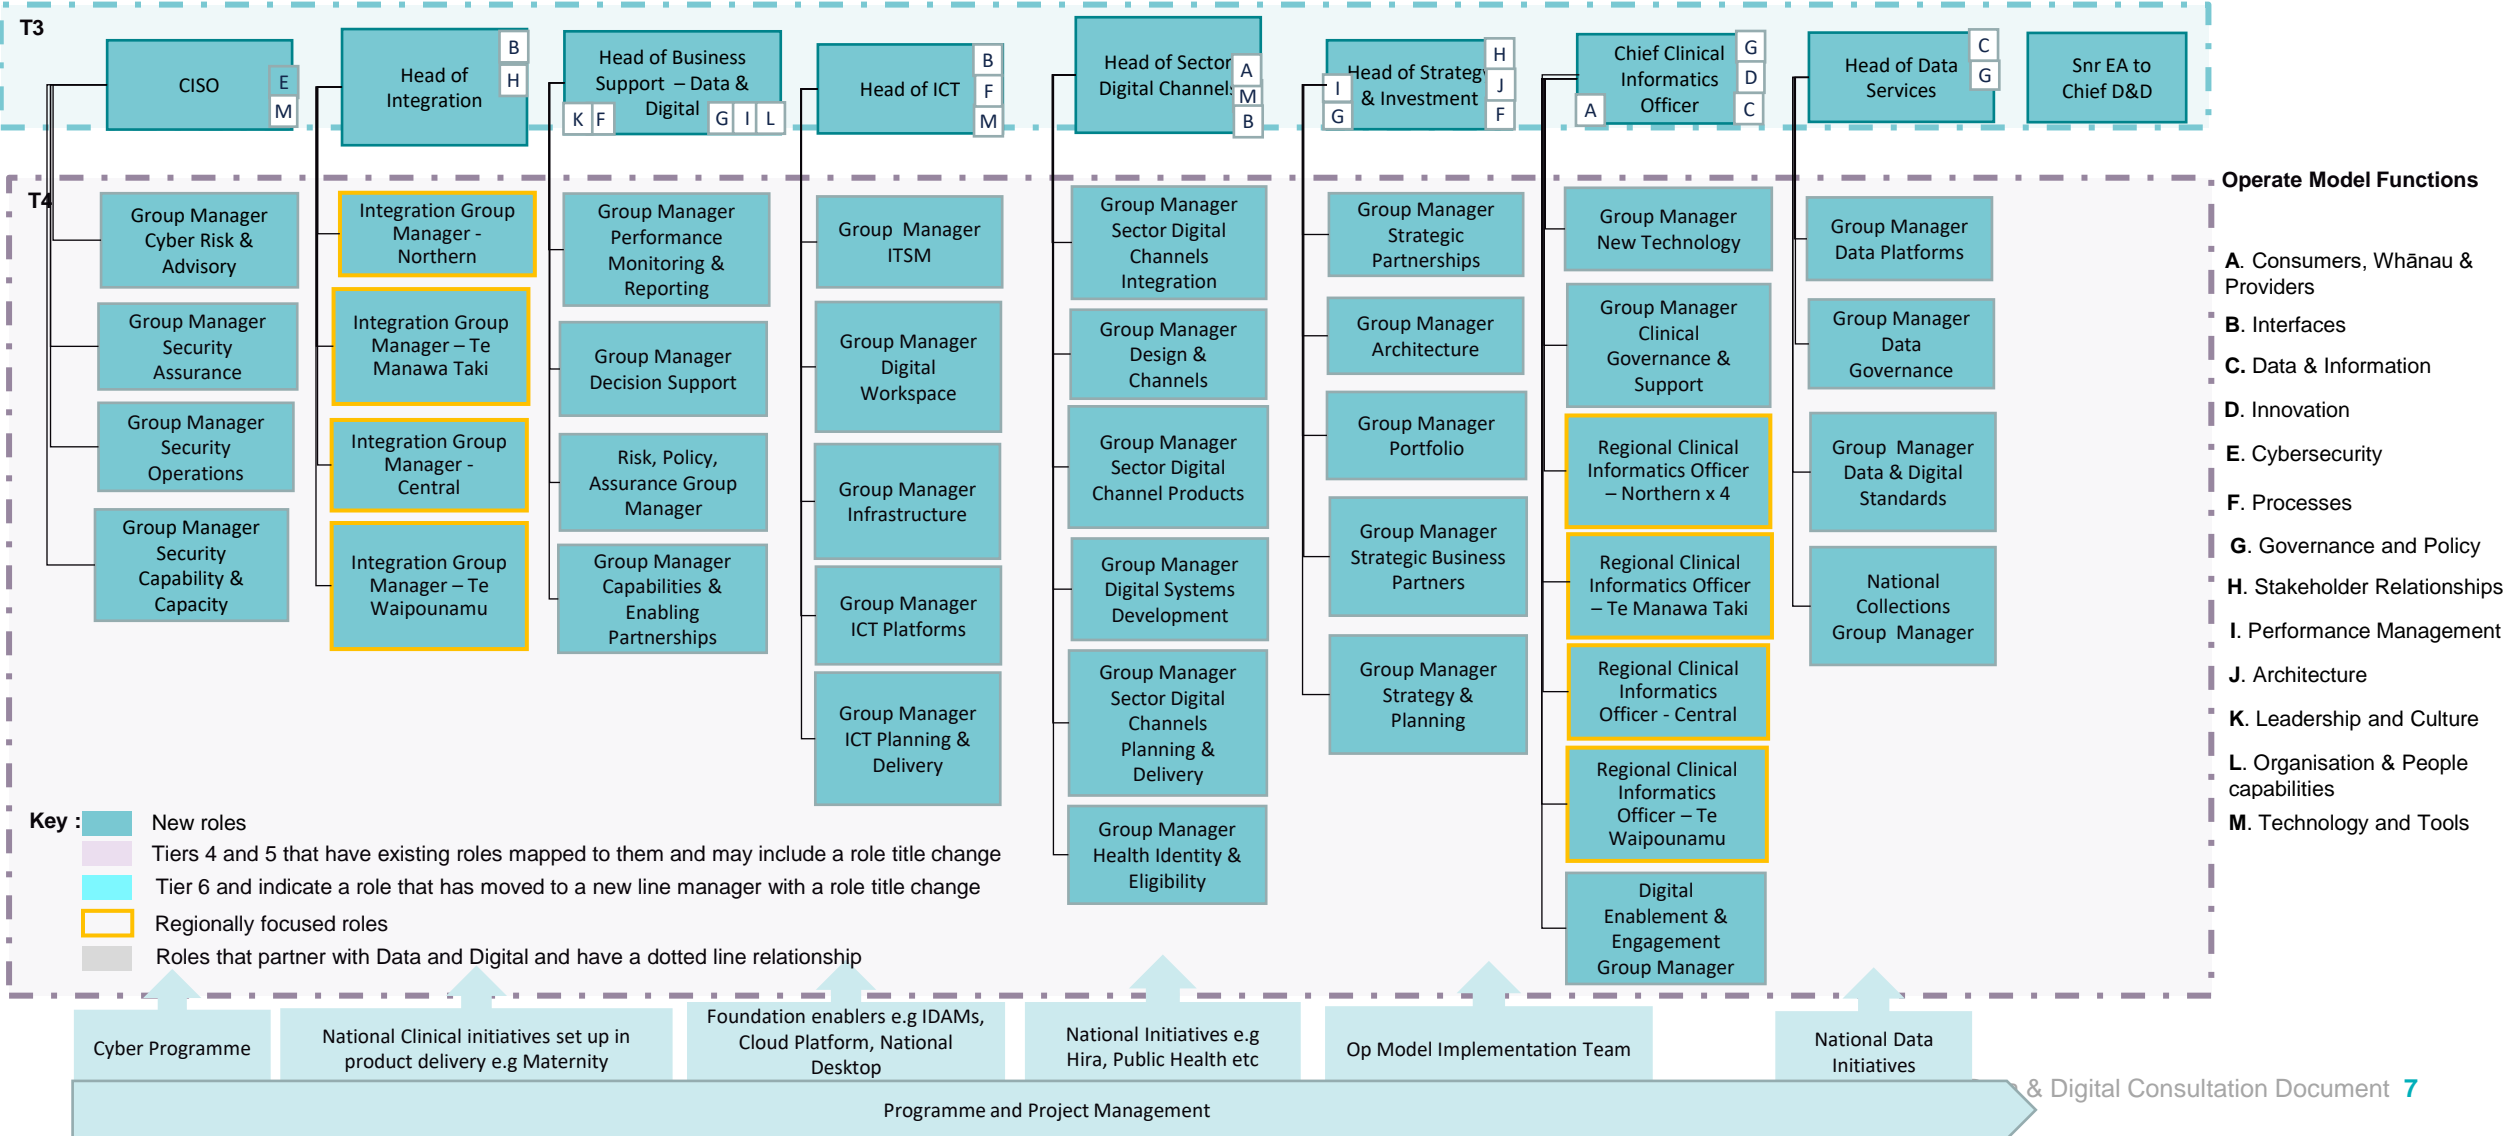 T3
CISO
E
M
Head of
Integration
B
H
Head of Business
Support – Data &
Digital
K F
G I L
Head of ICT
B
F
M
Head of Sector
Digital Channels
A
M
B
Head of Strategy
& Investment
I
G
H
J
F
Chief Clinical
Informatics
Officer
A
G
D
C
Head of Data
Services
C
G
Snr EA to
Chief D&D
T4
Group Manager
Cyber Risk &
Advisory
Group Manager
Security
Assurance
Group Manager
Security
Operations
Group Manager
Security
Capability &
Capacity
Integration Group
Manager -
Northern
Integration Group
Manager – Te
Manawa Taki
Integration Group
Manager -
Central
Integration Group
Manager – Te
Waipounamu
Group Manager
Performance
Monitoring &
Reporting
Group Manager
Decision Support
Risk, Policy,
Assurance Group
Manager
Group Manager
Capabilities &
Enabling
Partnerships
Group Manager
ITSM
Group Manager
Digital
Workspace
Group Manager
Infrastructure
Group Manager
ICT Platforms
Group Manager
ICT Planning &
Delivery
Group Manager
Sector Digital
Channels
Integration
Group Manager
Design &
Channels
Group Manager
Sector Digital
Channel Products
Group Manager
Digital Systems
Development
Group Manager
Sector Digital
Channels
Planning &
Delivery
Group Manager
Health Identity &
Eligibility
Group Manager
Strategic
Partnerships
Group Manager
Architecture
Group Manager
Portfolio
Group Manager
Strategic Business
Partners
Group Manager
Strategy &
Planning
Group Manager
New Technology
Group Manager
Clinical
Governance &
Support
Regional Clinical
Informatics Officer
– Northern x 4
Regional Clinical
Informatics Officer
– Te Manawa Taki
Regional Clinical
Informatics
Officer - Central
Regional Clinical
Informatics
Officer – Te
Waipounamu
Digital
Enablement &
Engagement
Group Manager
Group Manager
Data Platforms
Group Manager
Data
Governance
Group Manager
Data & Digital
Standards
National
Collections
Group Manager
Operate Model Functions
A. Consumers, Whānau &
Providers
B. Interfaces
C. Data & Information
D. Innovation
E. Cybersecurity
F. Processes
G. Governance and Policy
H. Stakeholder Relationships
I. Performance Management
J. Architecture
K. Leadership and Culture
L. Organisation & People
capabilities
M. Technology and Tools
Key :
New roles
Tiers 4 and 5 that have existing roles mapped to them and may include a role title change
Tier 6 and indicate a role that has moved to a new line manager with a role title change
Regionally focused roles
Roles that partner with Data and Digital and have a dotted line relationship
Cyber Programme
National Clinical initiatives set up in
product delivery e.g Maternity
Foundation enablers e.g IDAMs,
Cloud Platform, National
Desktop
National Initiatives e.g
Hira, Public Health etc
Op Model Implementation Team
National Data
Initiatives
Programme and Project Management
& Digital Consultation Document 7